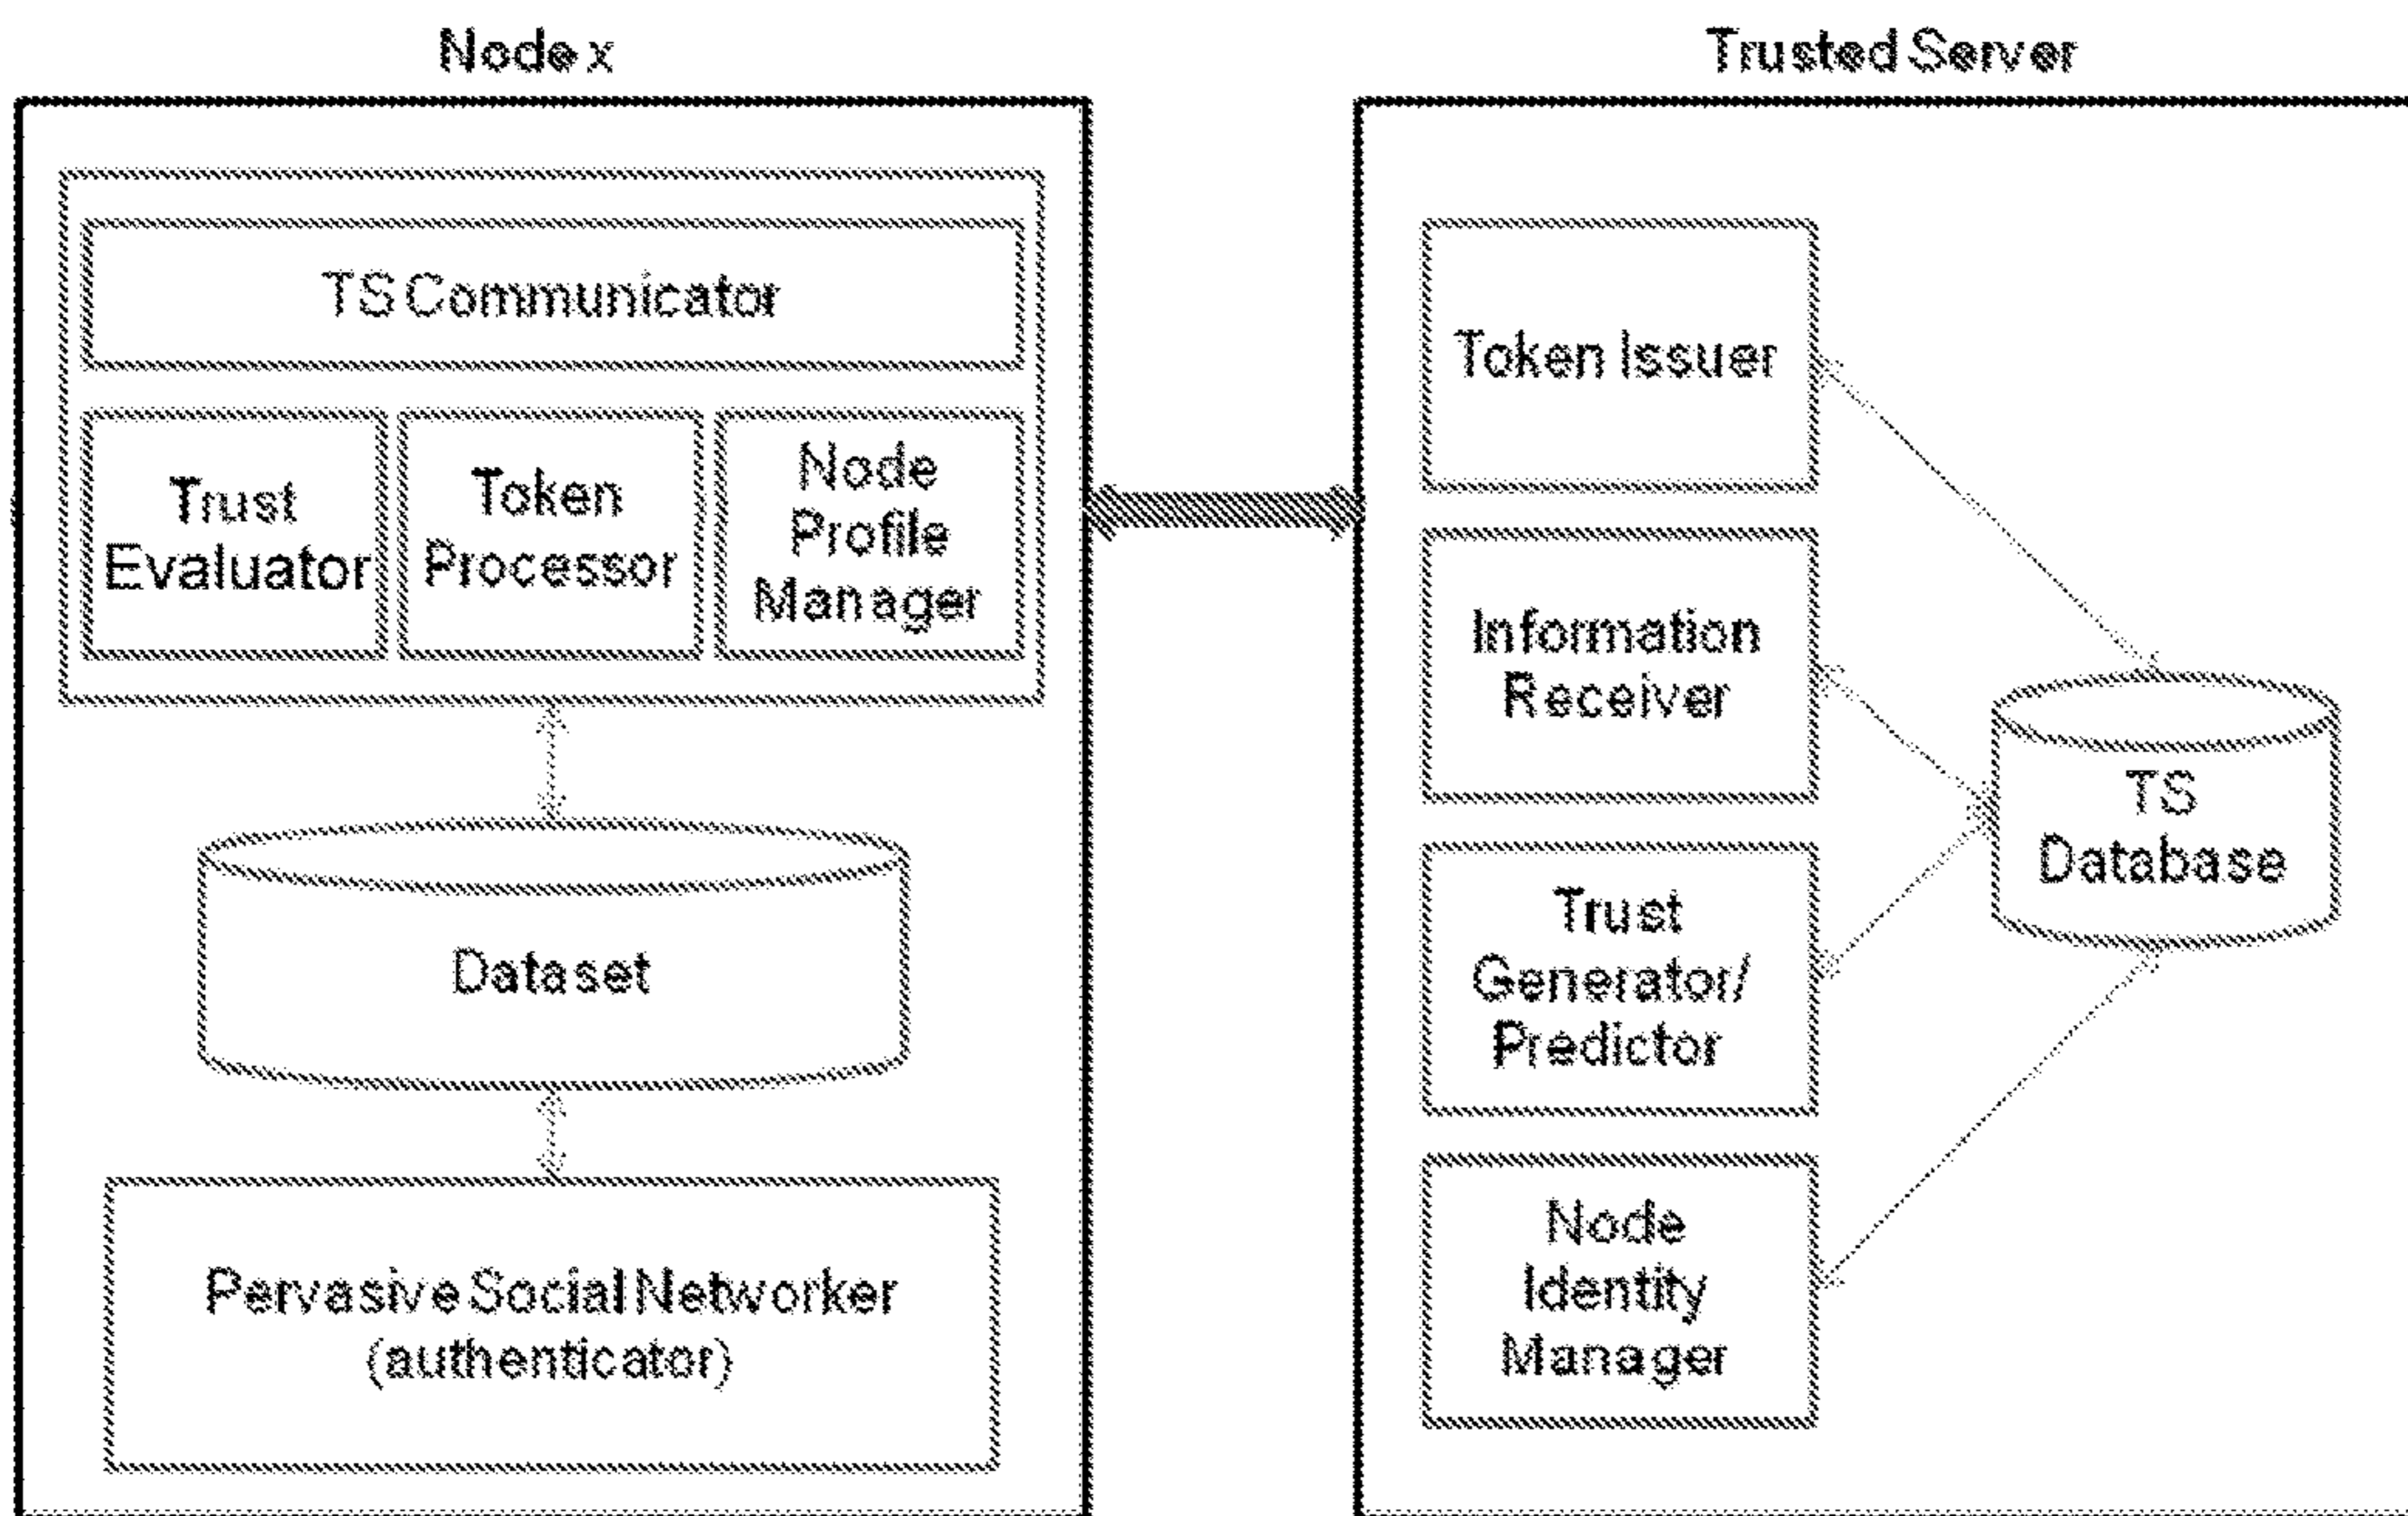 Node x
TS Communicator
Trust
Evaluator
Token
Processor
Node
Profile
Manager
Dataset
Pervasive Social Networker
(authenticator)
Trusted Server
Token Issuer
Information
Receiver
Trust
Generator/
Predictor
Node
Identity
Manager
TS
Database